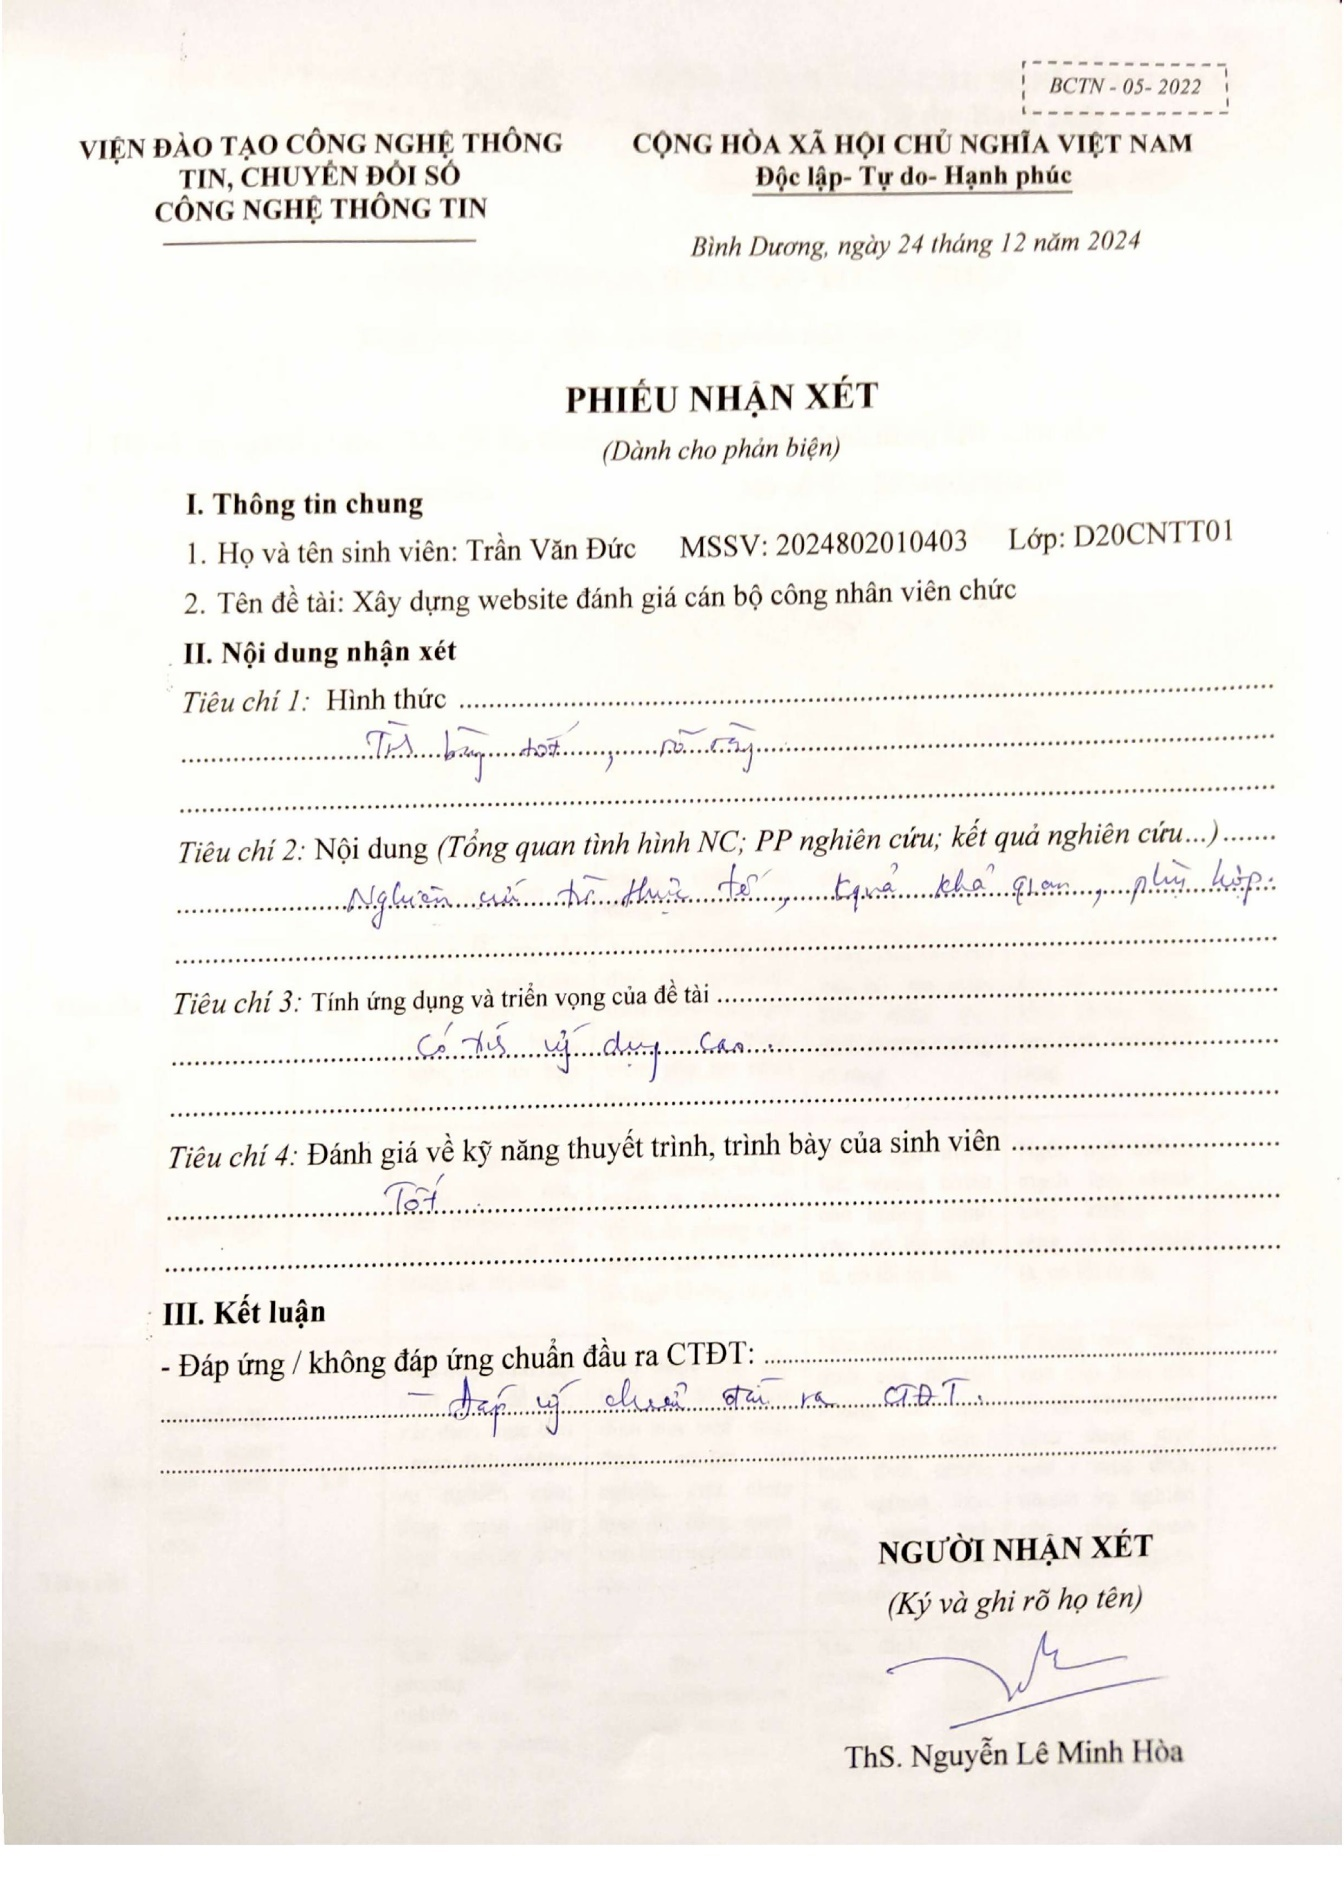 BCTN - 05- 2022
VIỆN ĐÀO TẠO CÔNG NGHỆ THÔNG
TIN, CHUYỂN ĐỔI SỐ
CÔNG NGHỆ THÔNG TIN
CỘNG HÒA XÃ HỘI CHỦ NGHĨA VIỆT NAM
Độc lập- Tự do- Hạnh phúc
Bình Dương, ngày 24 tháng 12 năm 2024
PHIẾU NHẬN XÉT
(Dành cho phản biện)
I. Thông tin chung
1. Họ và tên sinh viên: Trần Văn Đức MSSV: 2024802010403 Lớp: D20CNTT01
2. Tên đề tài: Xây dựng website đánh giá cán bộ công nhân viên chức
II. Nội dung nhận xét
Tiêu chí 1: Hình thức
Trình bày tốt, rõ ràng
Tiêu chí 2: Nội dung (Tổng quan tình hình NC; PP nghiên cứu; kết quả nghiên cứu...)
Nghiên cứu từ thực tế, kquả khả quan, phù hợp.
Tiêu chí 3: Tính ứng dụng và triển vọng của đề tài
Có tính ứng dụng cao.
Tiêu chí 4: Đánh giá về kỹ năng thuyết trình, trình bày của sinh viên
Tốt.
III. Kết luận
- Đáp ứng / không đáp ứng chuẩn đầu ra CTĐT:
- Đáp ứng chuẩn đầu ra CTĐT.
NGƯỜI NHẬN XÉT
(Ký và ghi rõ họ tên)
ThS. Nguyễn Lê Minh Hòa